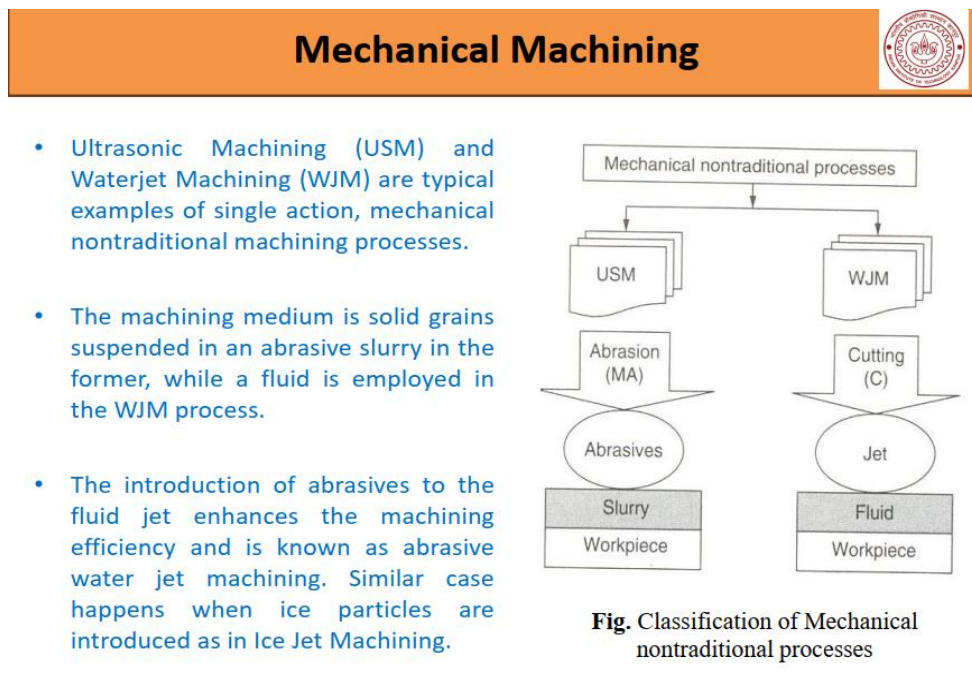 Mechanical Machining
• Ultrasonic Machining (USM) and
Waterjet Machining (WJM) are typical
examples of single action, mechanical
nontraditional machining processes.
• The machining medium is solid grains
suspended in an abrasive slurry in the
former, while a fluid is employed in
the WJM process.
• The introduction of abrasives to the
fluid jet enhances the machining
efficiency and is known as abrasive
water jet machining. Similar case
happens when ice particles are
introduced as in Ice Jet Machining.
Mechanical nontraditional processes
USM
WJM
Abrasion
(MA)
Cutting
(C)
Abrasives
Jet
Slurry
Fluid
Workpiece
Workpiece
Fig. Classification of Mechanical
nontraditional processes